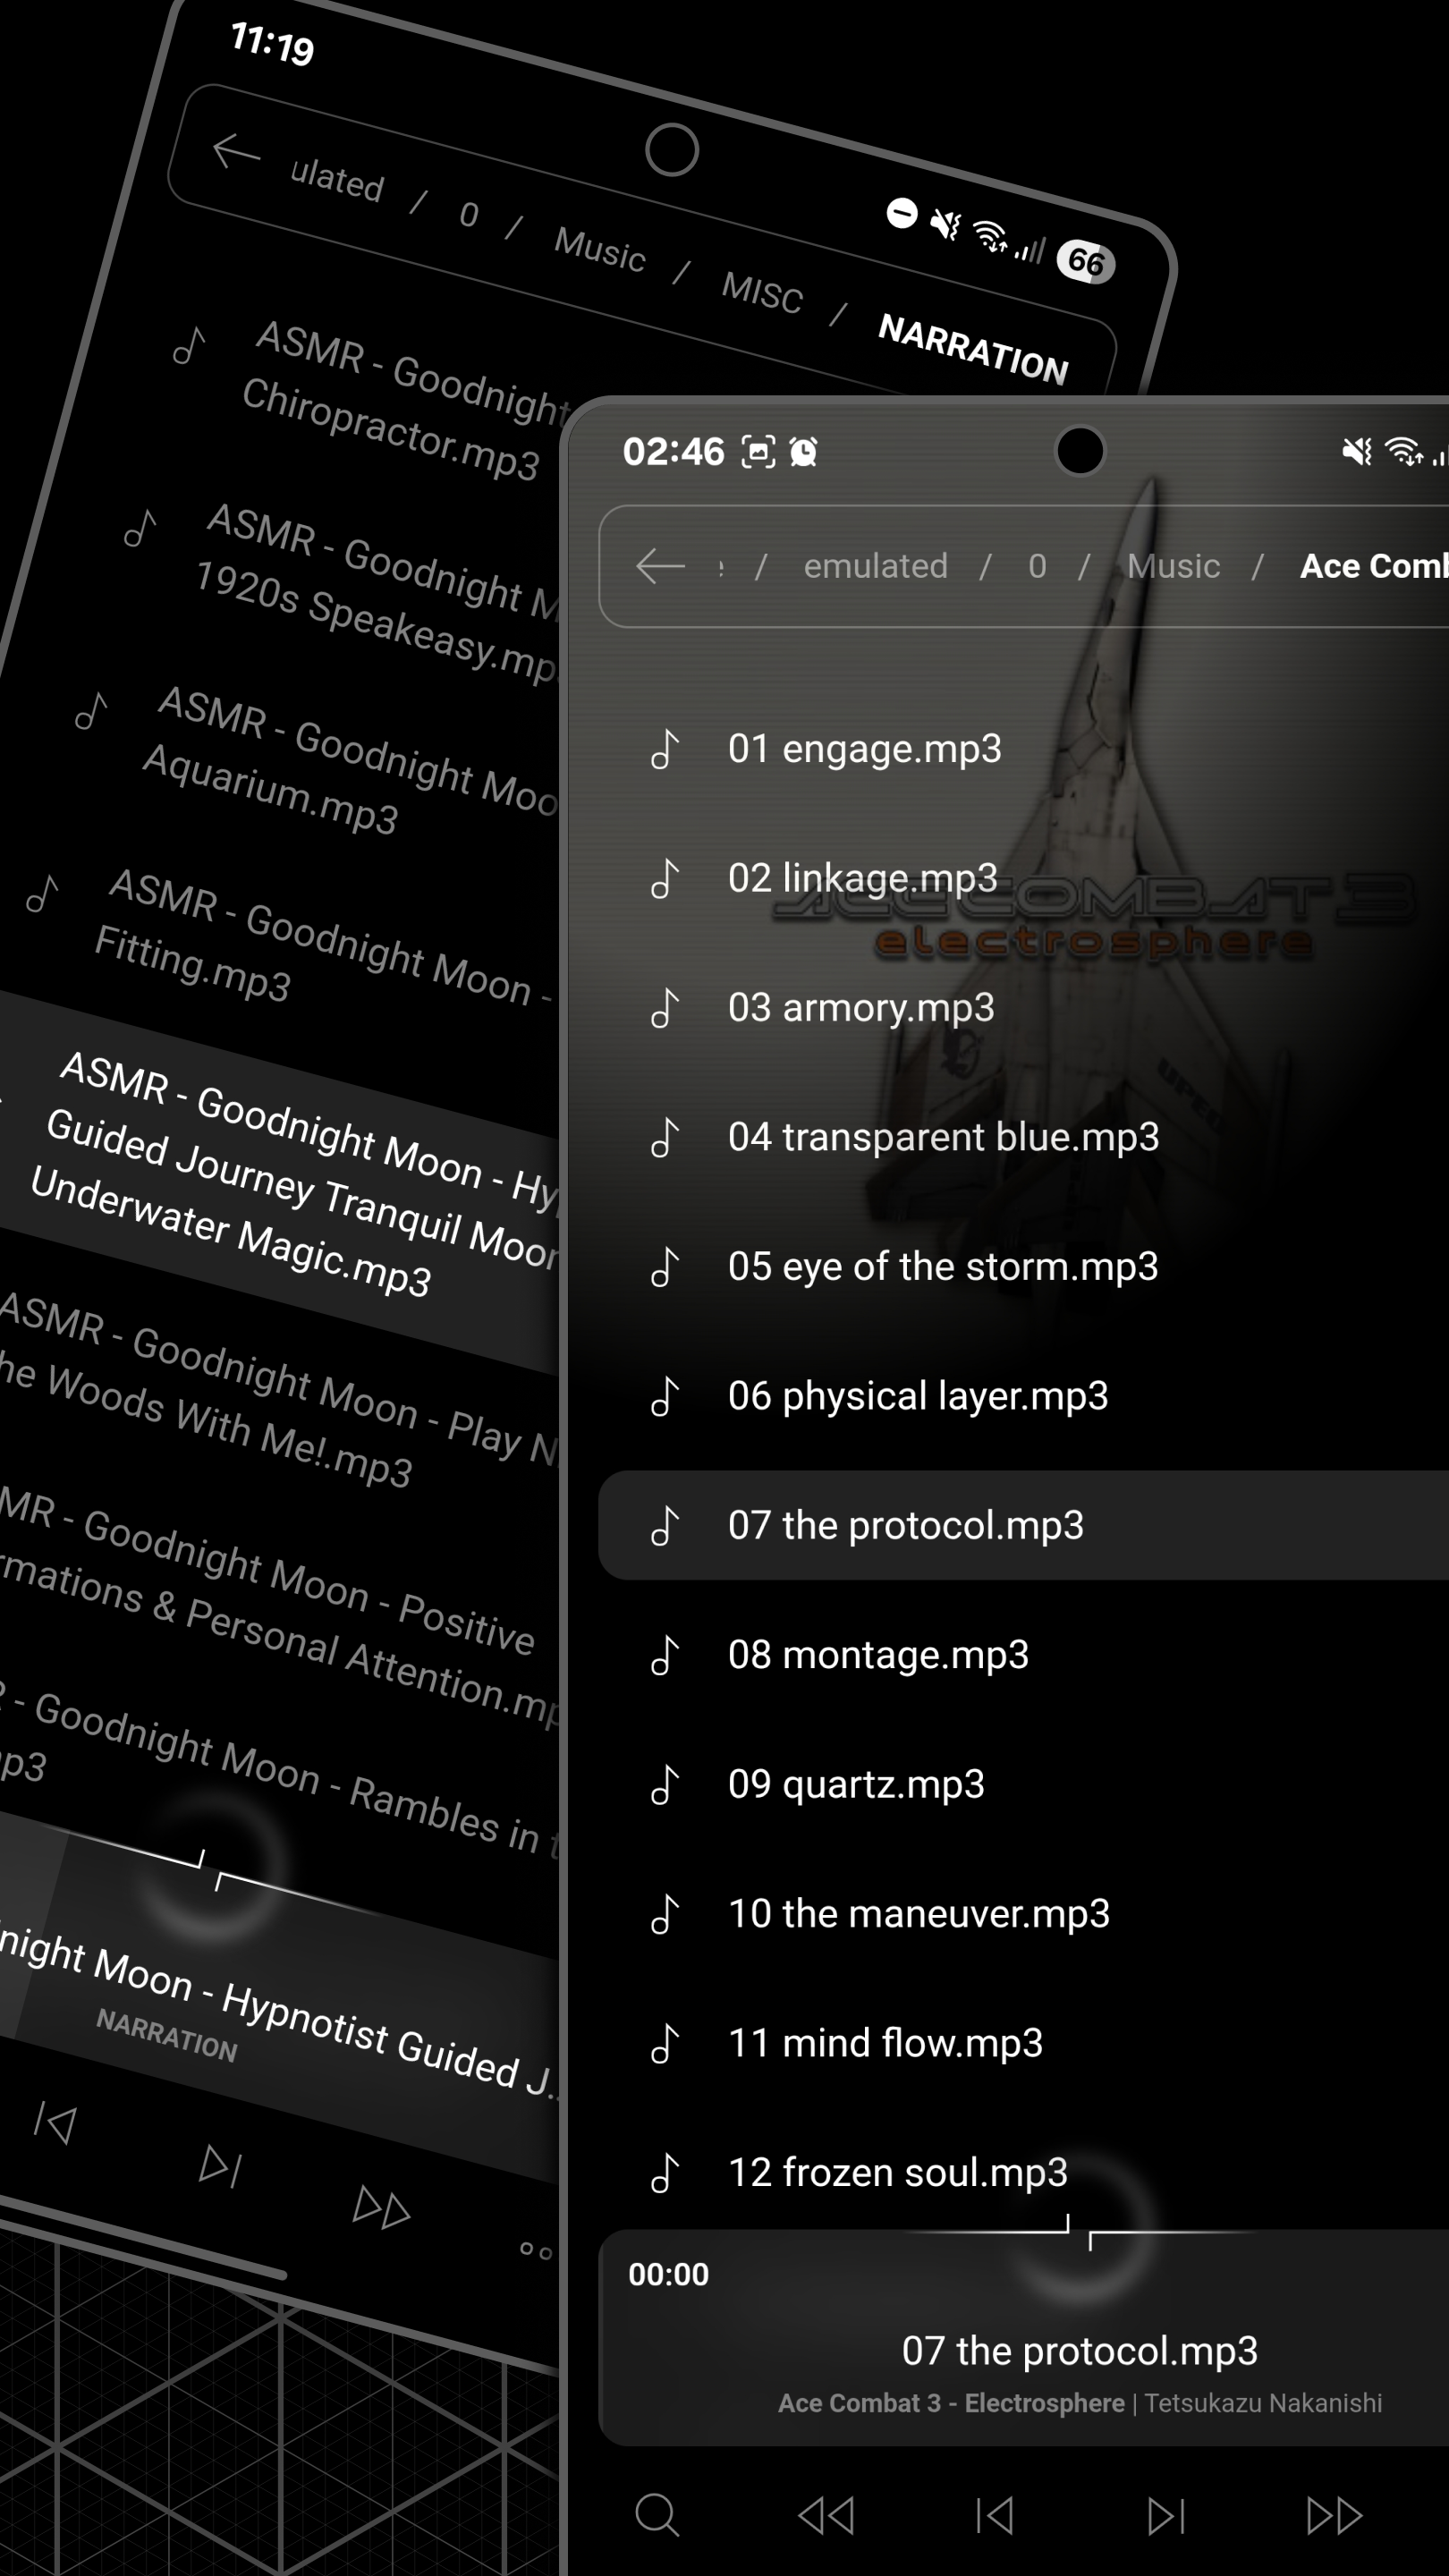 11:19
66
ulated / 0 / Music / MISC / NARRATION
ASMR - Goodnight
Chiropractor.mp3
ASMR - Goodnight M
1920s Speakeasy.mp
ASMR - Goodnight Moo
Aquarium.mp3
ASMR - Goodnight Moon -
Fitting.mp3
ASMR - Goodnight Moon - Hy
Guided Journey Tranquil Moon
Underwater Magic.mp3
ASMR - Goodnight Moon - Play N
he Woods With Me!.mp3
MR - Goodnight Moon - Positive
rmations & Personal Attention.mp
- Goodnight Moon - Rambles in t
p3
night Moon - Hypnotist Guided J..
NARRATION
02:46
/ emulated / 0 / Music / Ace Comb
ACE COMBAT 3
electrosphere
UPEO
01 engage.mp3
02 linkage.mp3
03 armory.mp3
04 transparent blue.mp3
05 eye of the storm.mp3
06 physical layer.mp3
07 the protocol.mp3
08 montage.mp3
09 quartz.mp3
10 the maneuver.mp3
11 mind flow.mp3
12 frozen soul.mp3
00:00
07 the protocol.mp3
Ace Combat 3 - Electrosphere | Tetsukazu Nakanishi